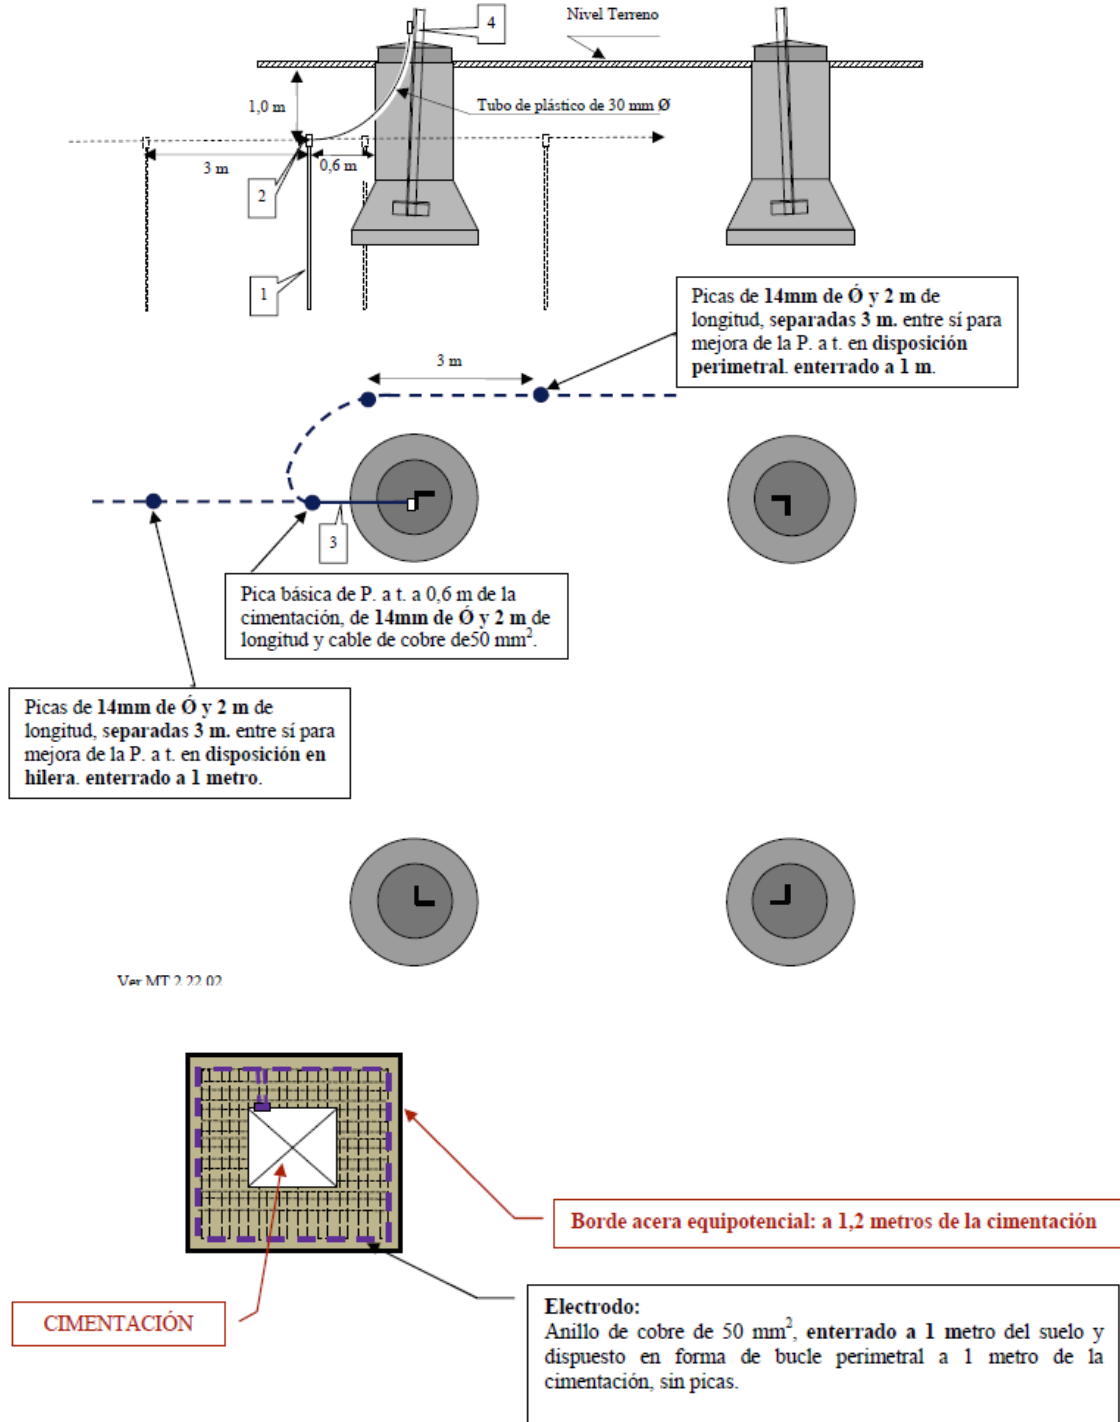 4
Nivel Terreno
1,0 m
Tubo de plástico de 30 mm Ø
3 m
0,6 m
2
1
Picas de 14mm de Ó y 2 m de
longitud, separadas 3 m. entre sí para
mejora de la P. a t. en disposición
perimetral. enterrado a 1 m.
3 m
3
Pica básica de P. a t. a 0,6 m de la
cimentación, de 14mm de Ó y 2 m de
longitud y cable de cobre de50 mm².
Picas de 14mm de Ó y 2 m de
longitud, separadas 3 m. entre sí para
mejora de la P. a t. en disposición en
hilera. enterrado a 1 metro.
Ver MT 2.22.02
Borde acera equipotencial: a 1,2 metros de la cimentación
CIMENTACIÓN
Electrodo:
Anillo de cobre de 50 mm², enterrado a 1 metro del suelo y
dispuesto en forma de bucle perimetral a 1 metro de la
cimentación, sin picas.